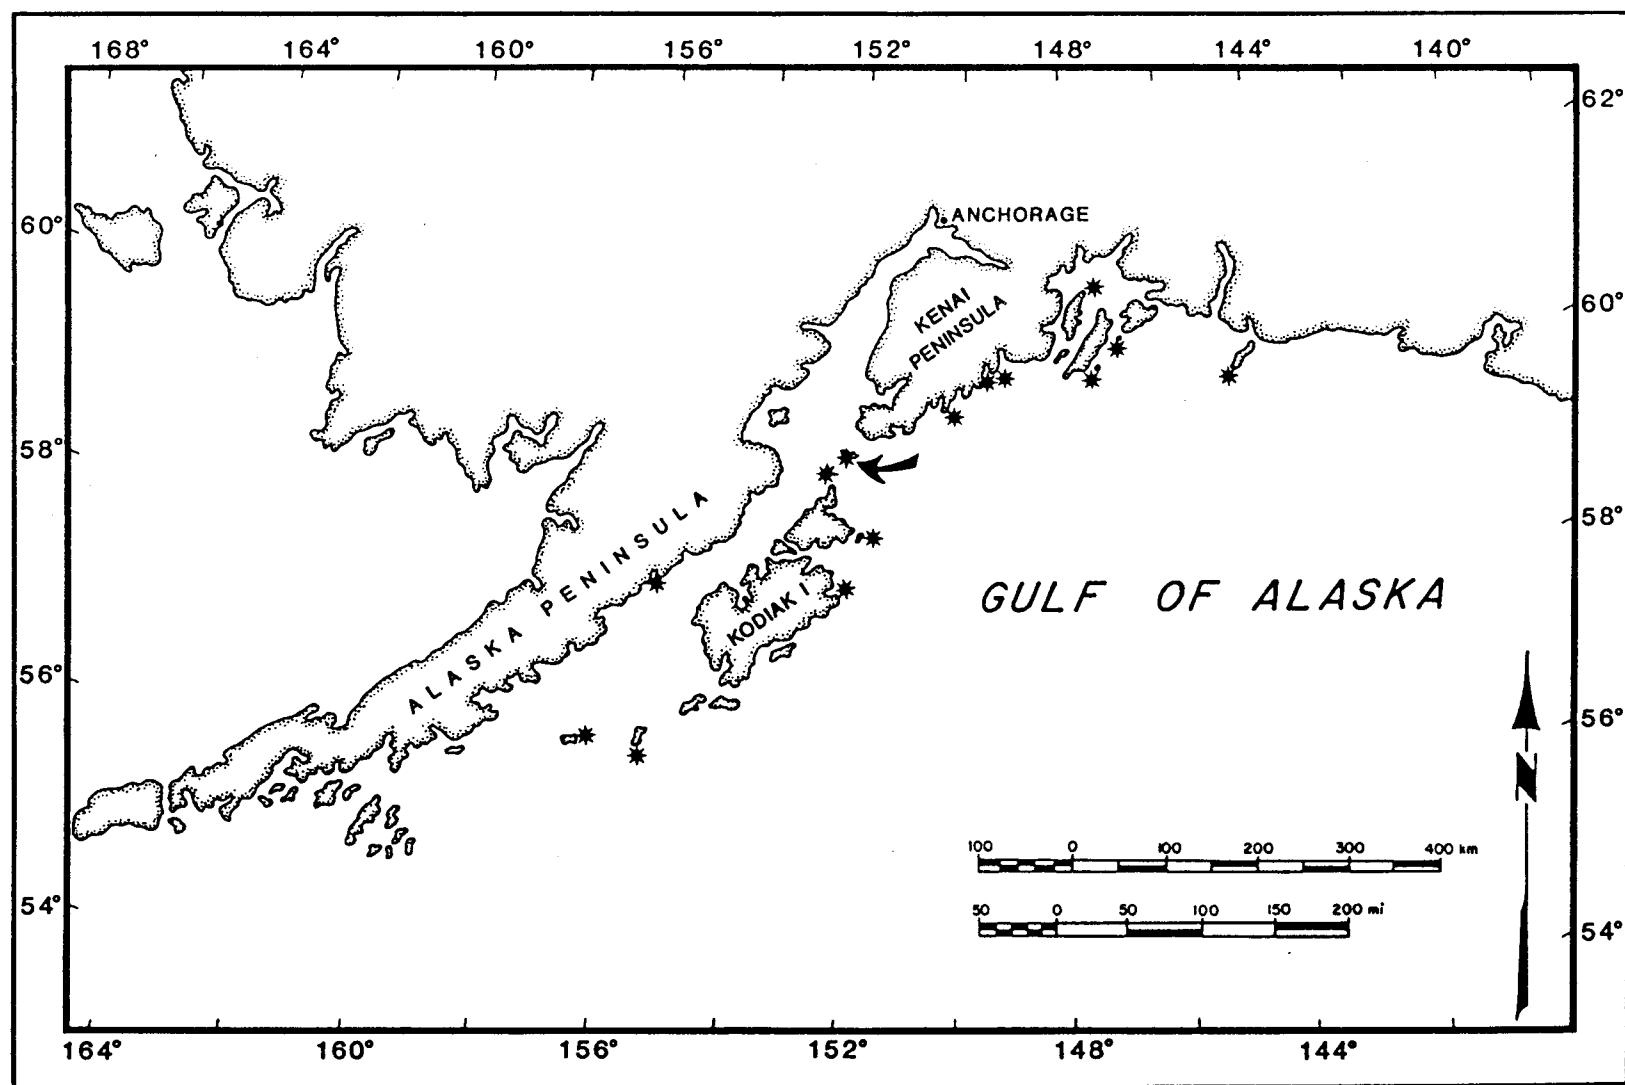 168° 164° 160° 156° 152° 148° 144° 140°
62°
60°
ANCHORAGE
60°
KENAI
PENINSULA
58°
58°
ALASKA PENINSULA
GULF OF ALASKA
KODIAK I
56°
56°
N
100 0 100 200 300 400 km
50 0 50 100 150 200 mi
54°
54°
164° 160° 156° 152° 148° 144°